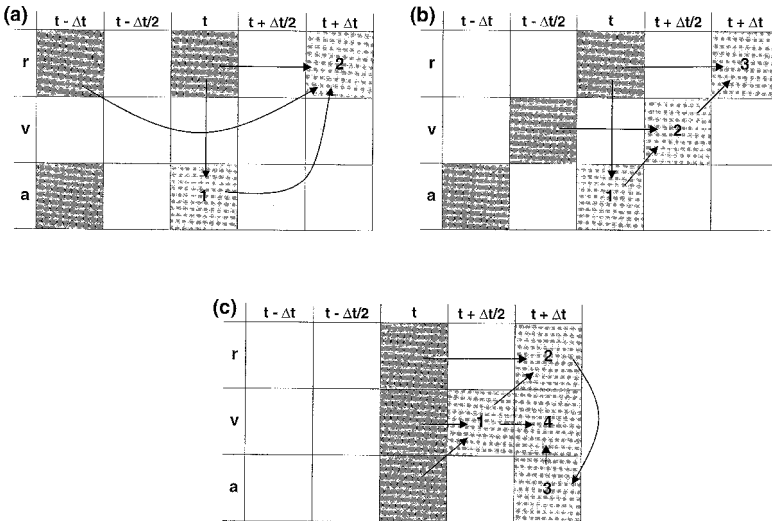 (a) t - Δt t - Δt/2 t t + Δt/2 t + Δt
r 2
v
a 1
(b) t - Δt t - Δt/2 t t + Δt/2 t + Δt
r 3
v 2
a 1
(c) t - Δt t - Δt/2 t t + Δt/2 t + Δt
r 2
v 1 4
a 3